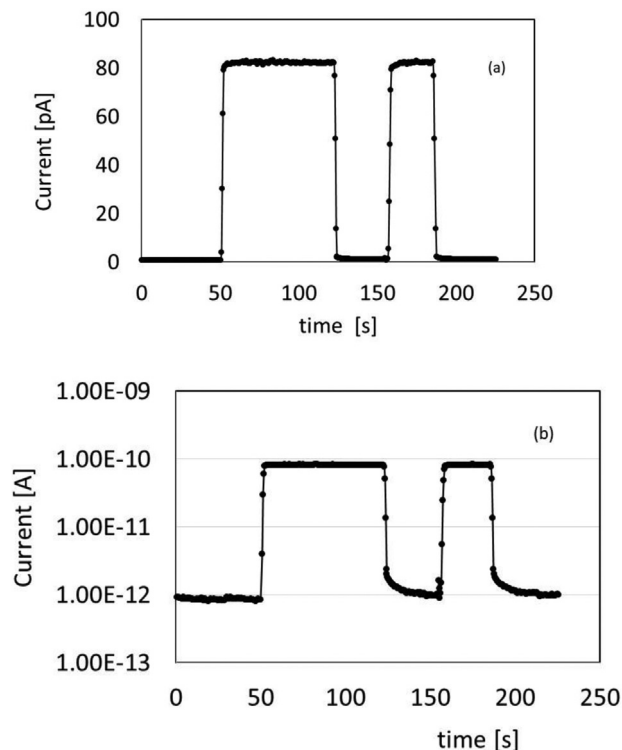 100
80
60
40
20
0
Current [pA]
(a)
0 50 100 150 200 250
time [s]
1.00E-09
1.00E-10
1.00E-11
1.00E-12
1.00E-13
Current [A]
(b)
0 50 100 150 200 250
time [s]